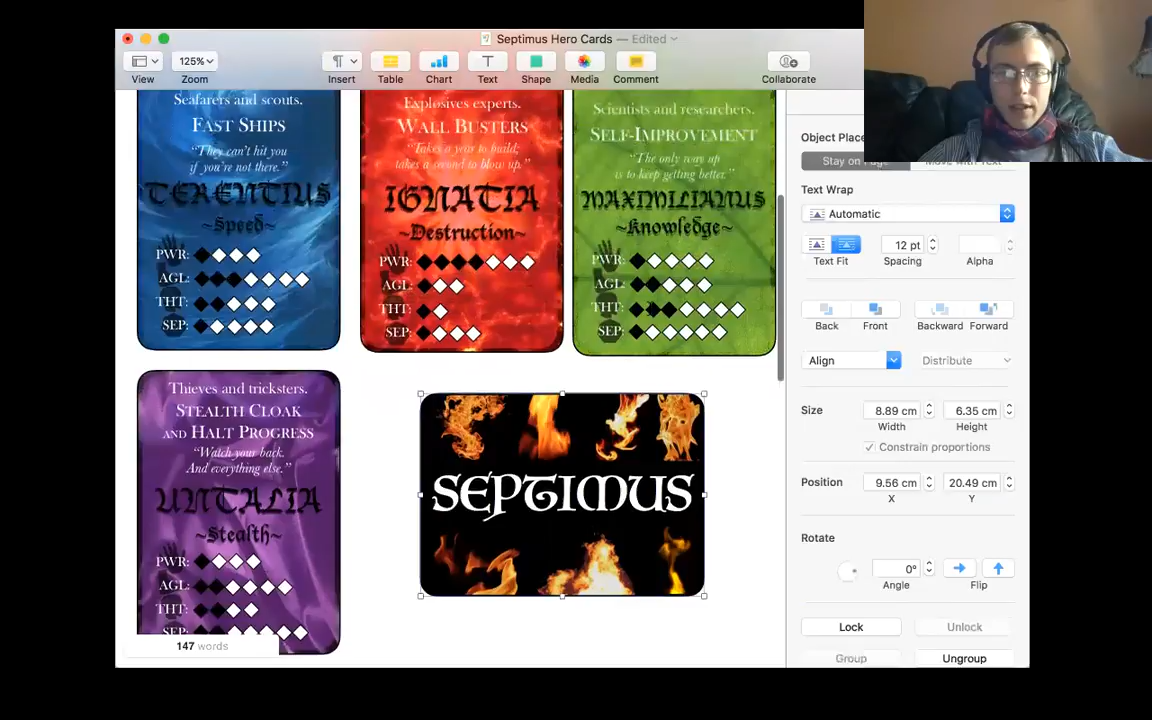 Septimus Hero Cards — Edited
125%
View
Zoom
Insert
Table
Chart
Text
Shape
Media
Comment
Collaborate
Seafarers and scouts.
FAST SHIPS
“They can't hit you
if you're not there.”
TERENTIUS
~Speed~
PWR:
AGL:
THT:
SEP:
Explosives experts.
WALL BUSTERS
“Takes a year to build;
takes a second to blow up.”
IGNATIA
~Destruction~
PWR:
AGL:
THT:
SEP:
Scientists and researchers.
SELF-IMPROVEMENT
“The only way up
is to keep getting better.”
MAXIMILIANUS
~Knowledge~
PWR:
AGL:
THT:
SEP:
Thieves and tricksters.
STEALTH CLOAK
AND HALT PROGRESS
“Watch your back.
And everything else.”
UNTALIA
~Stealth~
PWR:
AGL:
THT:
SEP:
147 words
SEPTIMUS
Object Place
Stay on Page
Move with Text
Text Wrap
Automatic
12 pt
Text Fit
Spacing
Alpha
Back
Front
Backward
Forward
Align
Distribute
Size
8.89 cm
6.35 cm
Width
Height
Constrain proportions
Position
9.56 cm
20.49 cm
X
Y
Rotate
0°
Angle
Flip
Lock
Unlock
Group
Ungroup